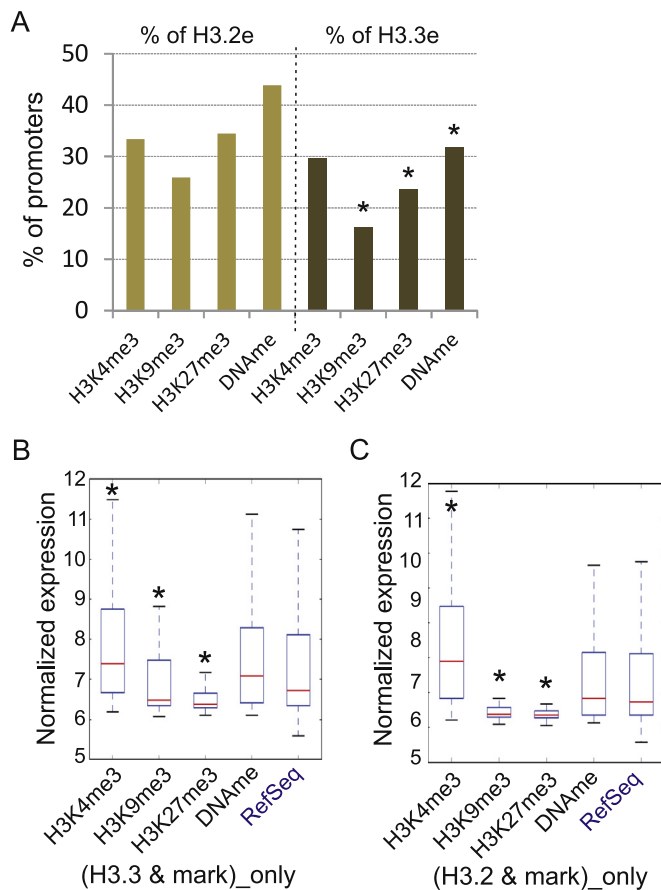 A
% of H3.2e
% of H3.3e
% of promoters
50
40
30
20
10
0
*
*
*
H3K4me3
H3K9me3
H3K27me3
DNAme
H3K4me3
H3K9me3
H3K27me3
DNAme
B
Normalized expression
12
11
10
9
8
7
6
5
*
*
*
H3K4me3
H3K9me3
H3K27me3
DNAme
RefSeq
(H3.3 & mark)_only
C
Normalized expression
12
11
10
9
8
7
6
5
*
*
*
H3K4me3
H3K9me3
H3K27me3
DNAme
RefSeq
(H3.2 & mark)_only